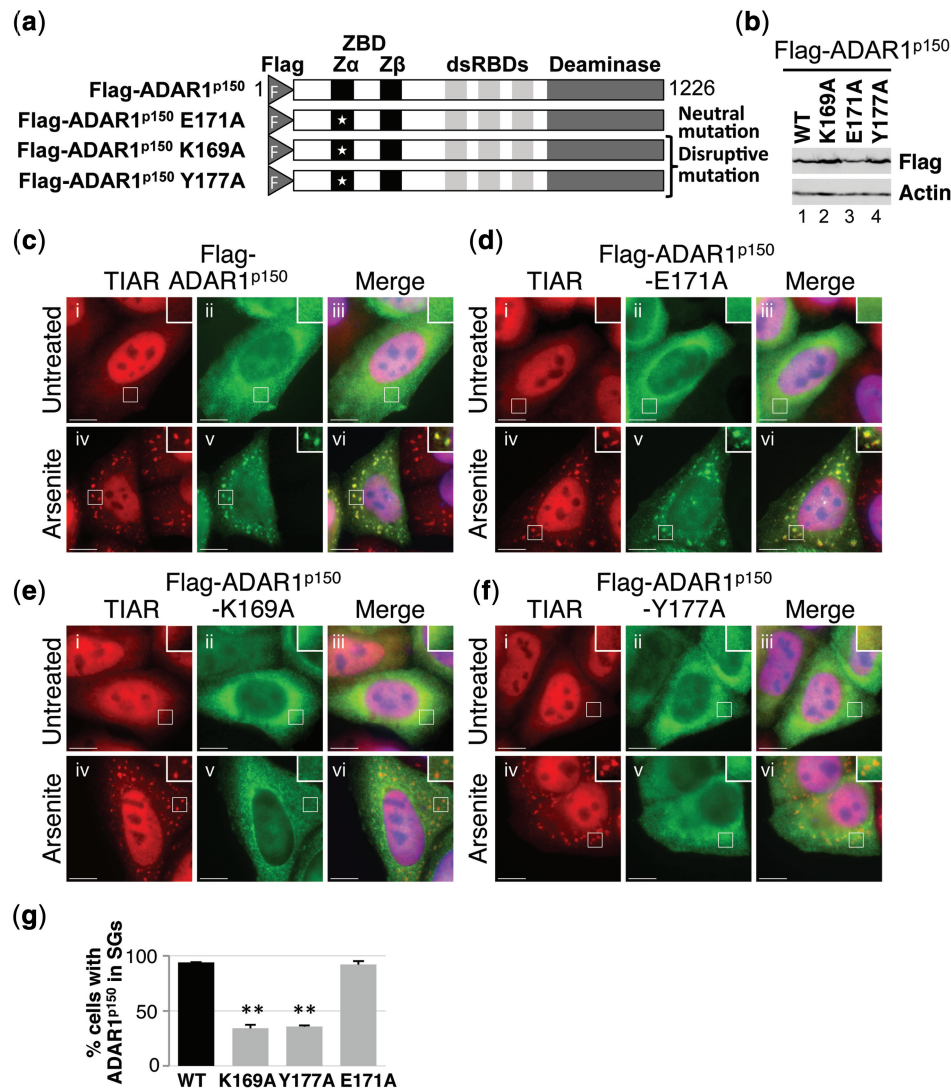 (a)
ZBD
Flag Zα Zβ dsRBDs Deaminase
Flag-ADAR1p150 1 F 1226
Flag-ADAR1p150 E171A F Neutral mutation
Flag-ADAR1p150 K169A F Disruptive mutation
Flag-ADAR1p150 Y177A F
(b)
Flag-ADAR1p150
WT K169A E171A Y177A
Flag
Actin
1 2 3 4
(c)
Flag-
TIAR ADAR1p150 Merge
Untreated i ii iii
Arsenite iv v vi
(d)
Flag-ADAR1p150
TIAR -E171A Merge
Untreated i ii iii
Arsenite iv v vi
(e)
Flag-ADAR1p150
TIAR -K169A Merge
Untreated i ii iii
Arsenite iv v vi
(f)
Flag-ADAR1p150
TIAR -Y177A Merge
Untreated i ii iii
Arsenite iv v vi
(g)
% cells with
ADAR1p150 in SGs
100
50
0
** **
WT K169A Y177A E171A